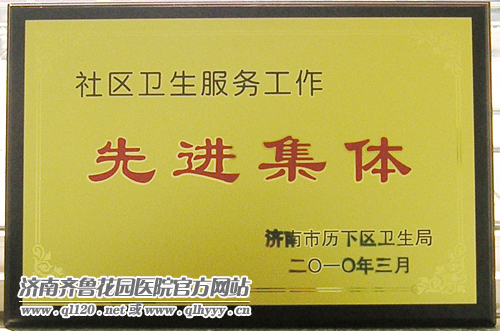 社区卫生服务工作
先进集体
济南市历下区卫生局
二〇一〇年三月
济南齐鲁花园医院官方网站
www.ql120.net或www.qlhyyy.cn